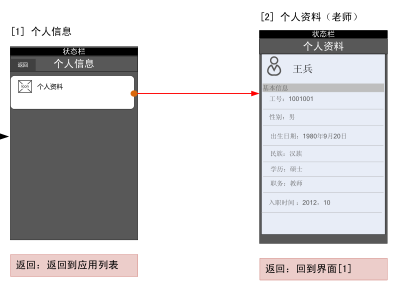 [1] 个人信息
状态栏
返回
个人信息
个人资料
返回：返回到应用列表
[2] 个人资料（老师）
状态栏
个人资料
王兵
基本信息
工号：1001001
性别：男
出生日期：1980年9月20日
民族：汉族
学历：硕士
职务：教师
入职时间：2012，10
返回：回到界面[1]